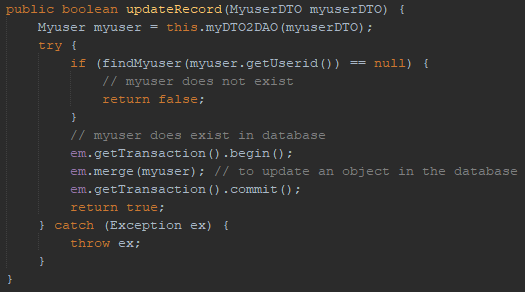 public boolean updateRecord(MyuserDTO myuserDTO) {
    Myuser myuser = this.myDTO2DAO(myuserDTO);
    try {
        if (findMyuser(myuser.getUserid()) == null) {
            // myuser does not exist
            return false;
        }
        // myuser does exist in database
        em.getTransaction().begin();
        em.merge(myuser); // to update an object in the database
        em.getTransaction().commit();
        return true;
    } catch (Exception ex) {
        throw ex;
    }
}